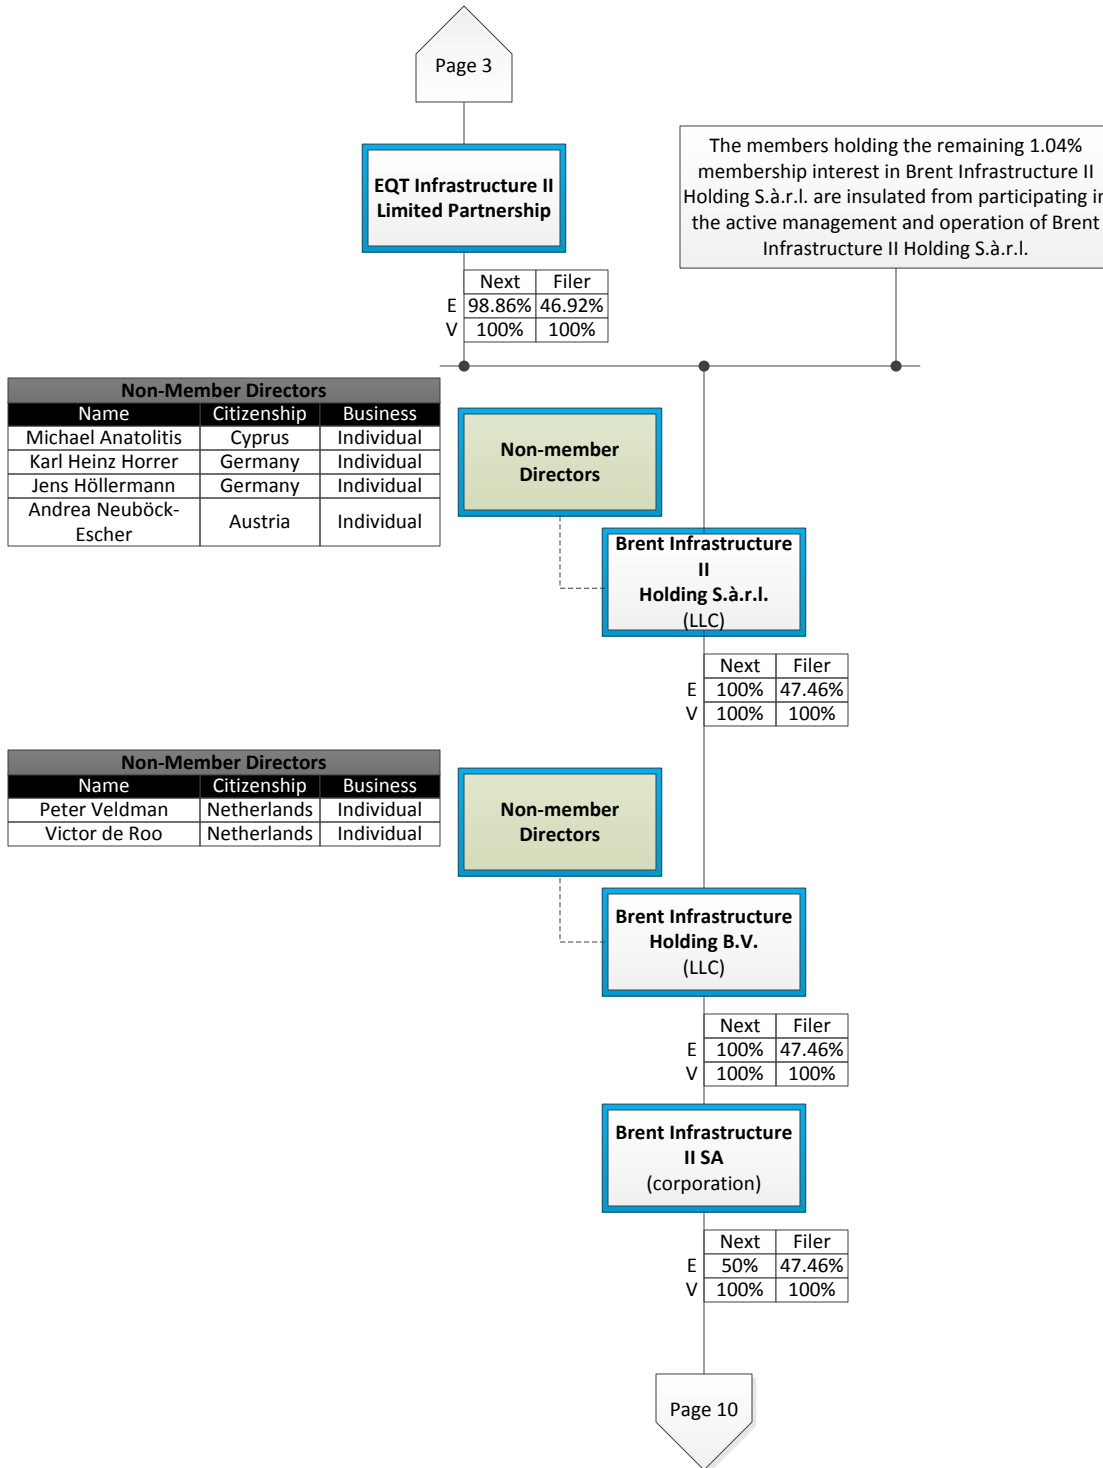 Page 3
EQT Infrastructure II
Limited Partnership
The members holding the remaining 1.04%
membership interest in Brent Infrastructure II
Holding S.à.r.l. are insulated from participating in
the active management and operation of Brent
Infrastructure II Holding S.à.r.l.
Next Filer
E 98.86% 46.92%
V 100% 100%
Non-Member Directors
Name Citizenship Business
Michael Anatolitis Cyprus Individual
Karl Heinz Horrer Germany Individual
Jens Höllermann Germany Individual
Andrea Neuböck-
Escher Austria Individual
Non-member
Directors
Brent Infrastructure
II
Holding S.à.r.l.
(LLC)
Next Filer
E 100% 47.46%
V 100% 100%
Non-Member Directors
Name Citizenship Business
Peter Veldman Netherlands Individual
Victor de Roo Netherlands Individual
Non-member
Directors
Brent Infrastructure
Holding B.V.
(LLC)
Next Filer
E 100% 47.46%
V 100% 100%
Brent Infrastructure
II SA
(corporation)
Next Filer
E 50% 47.46%
V 100% 100%
Page 10